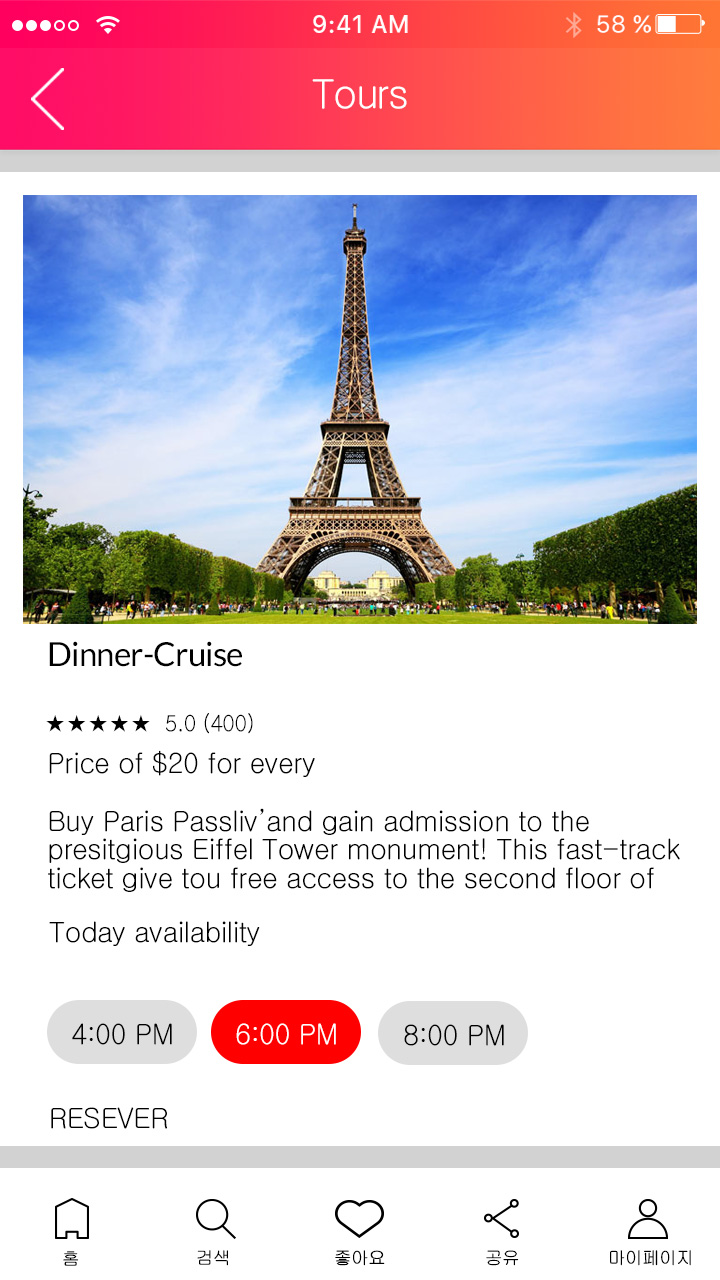 9:41 AM
58 %
Tours
Dinner-Cruise
★★★★★ 5.0 (400)
Price of $20 for every
Buy Paris Passliv’and gain admission to the
presitgious Eiffel Tower monument! This fast-track
ticket give tou free access to the second floor of
Today availability
4:00 PM
6:00 PM
8:00 PM
RESEVER
홈
검색
좋아요
공유
마이페이지